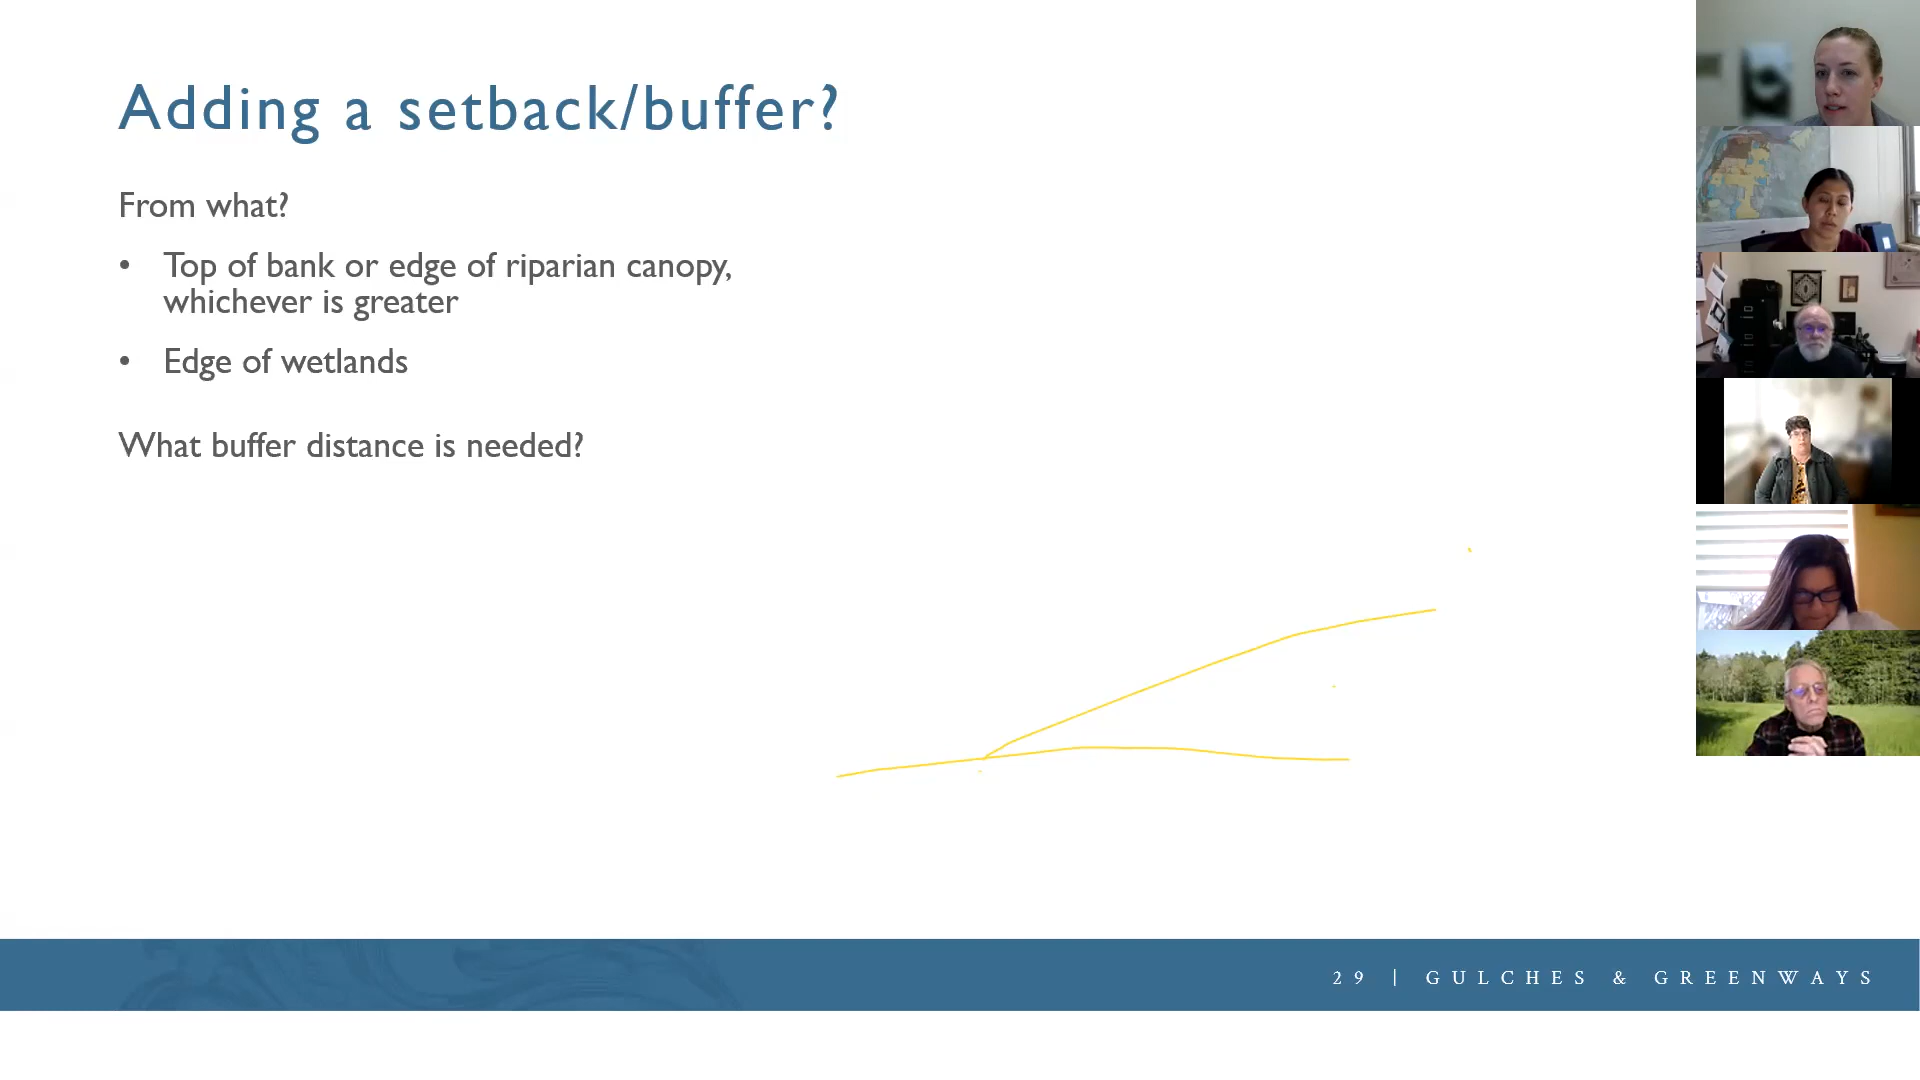 Adding a setback/buffer?
From what?
• Top of bank or edge of riparian canopy,
whichever is greater
• Edge of wetlands
What buffer distance is needed?
29 | GULCHES & GREENWAYS